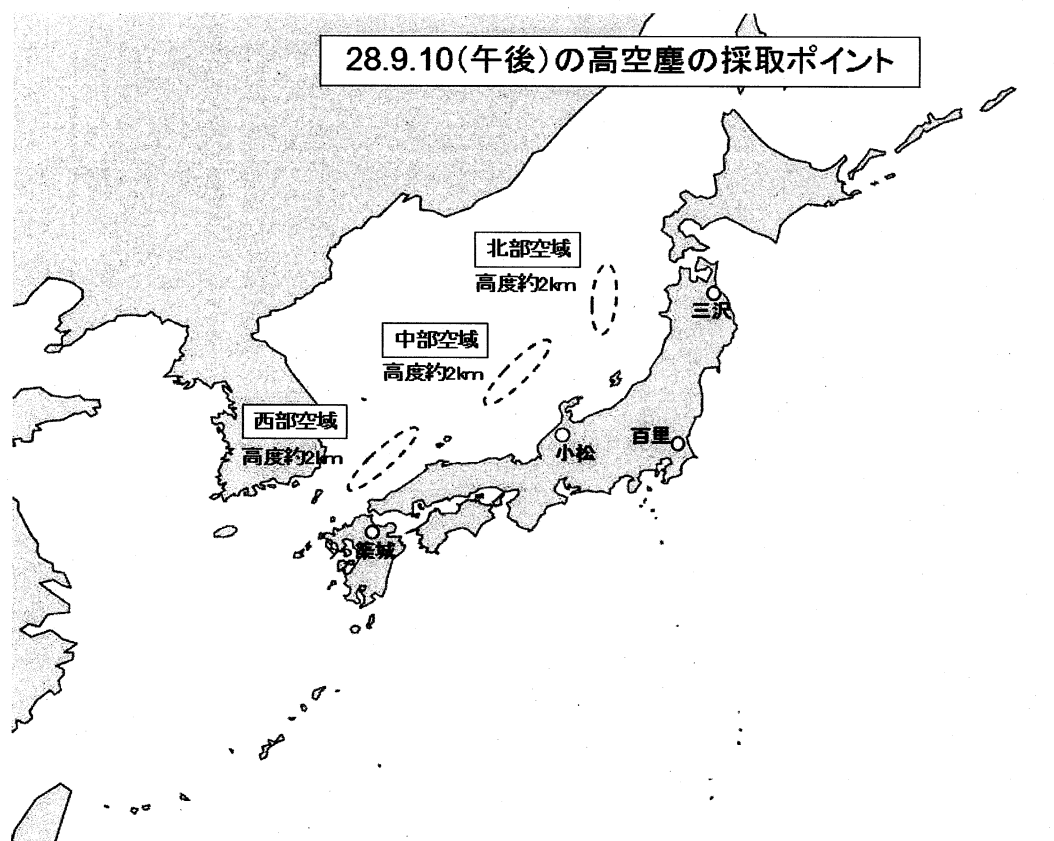 28.9.10(午後)の高空塵の採取ポイント
北部空域
高度約2km
三沢
中部空域
高度約2km
西部空域
高度約2km
百里
小松
築城